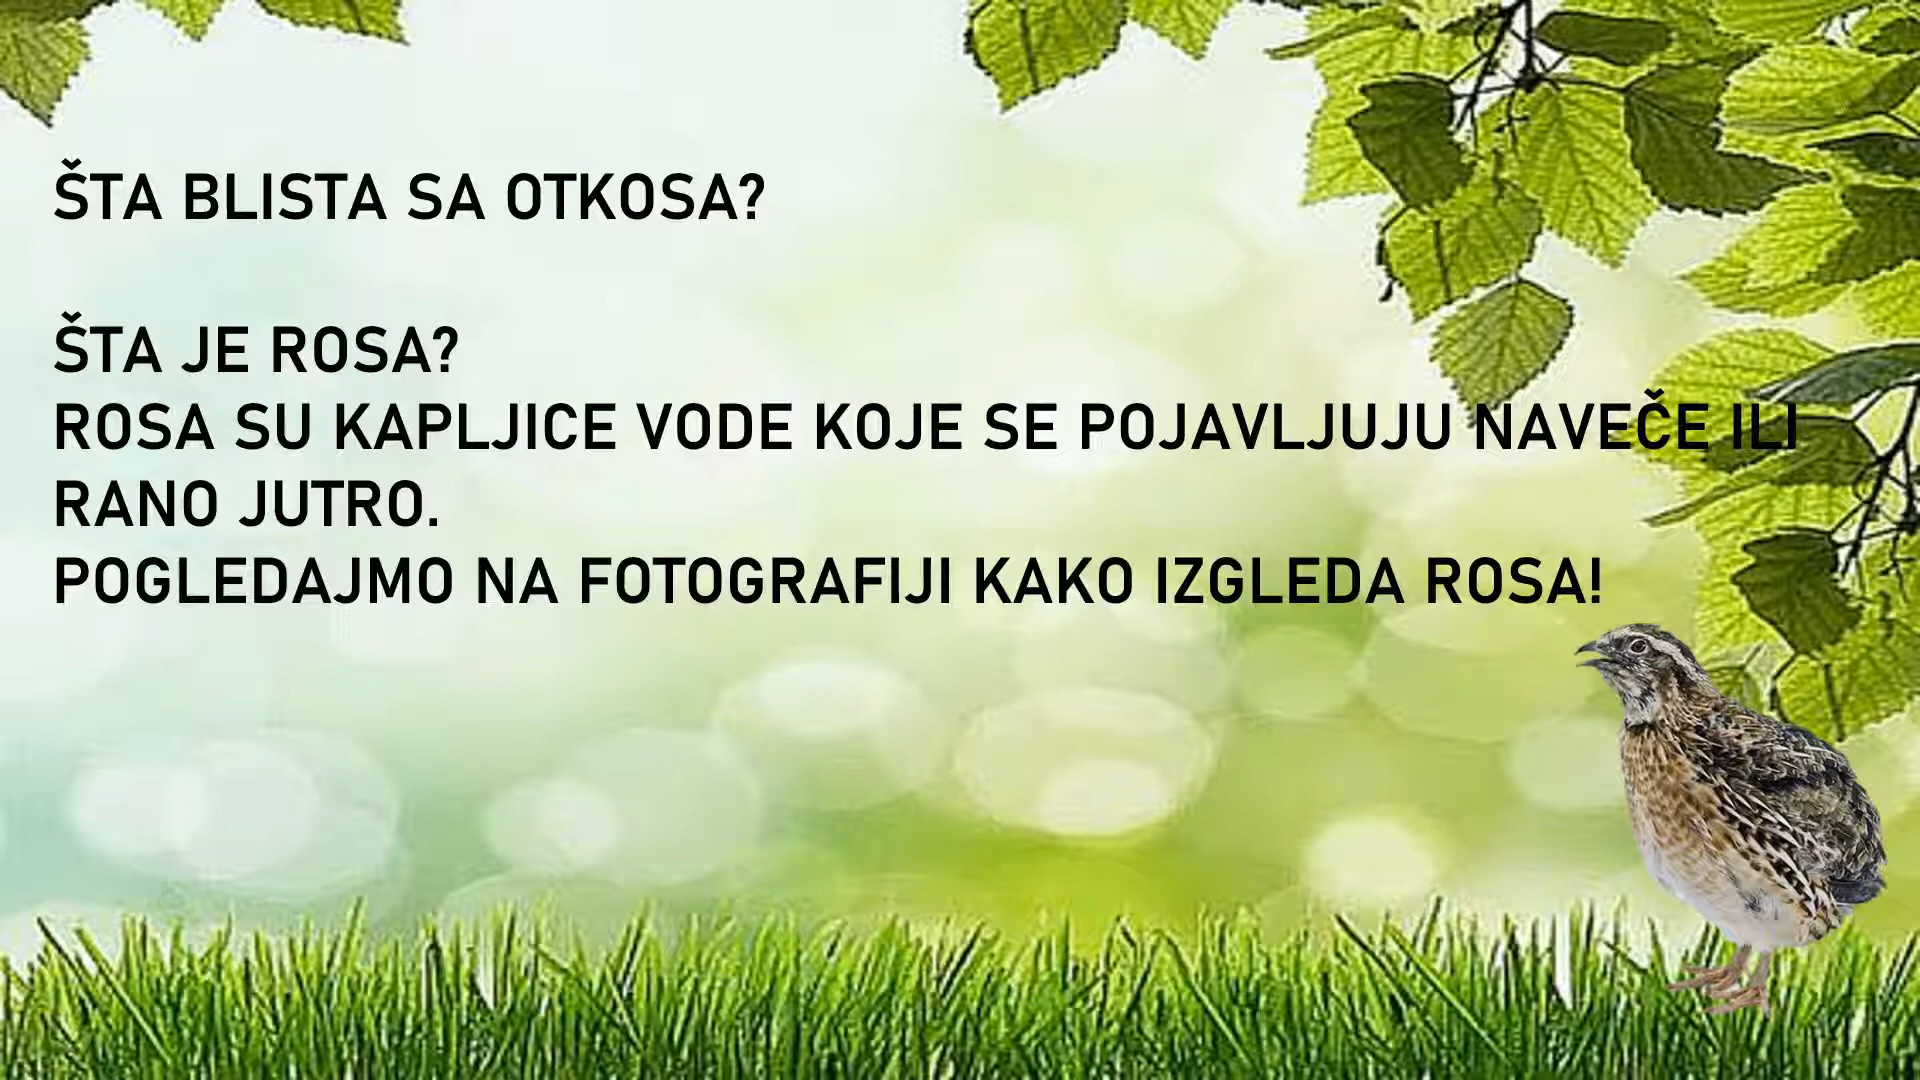 ŠTA BLISTA SA OTKOSA?
ŠTA JE ROSA?
ROSA SU KAPLJICE VODE KOJE SE POJAVLJUJU NAVEČE ILI
RANO JUTRO.
POGLEDAJMO NA FOTOGRAFIJI KAKO IZGLEDA ROSA!